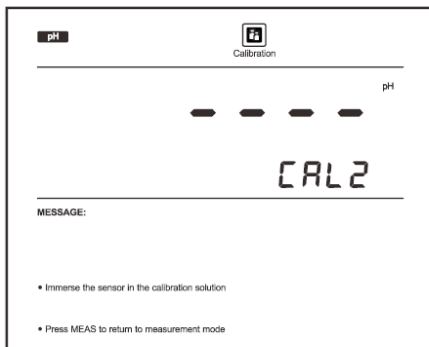 pH
Calibration
pH
- - - -
CAL2
MESSAGE:
• Immerse the sensor in the calibration solution
• Press MEAS to return to measurement mode